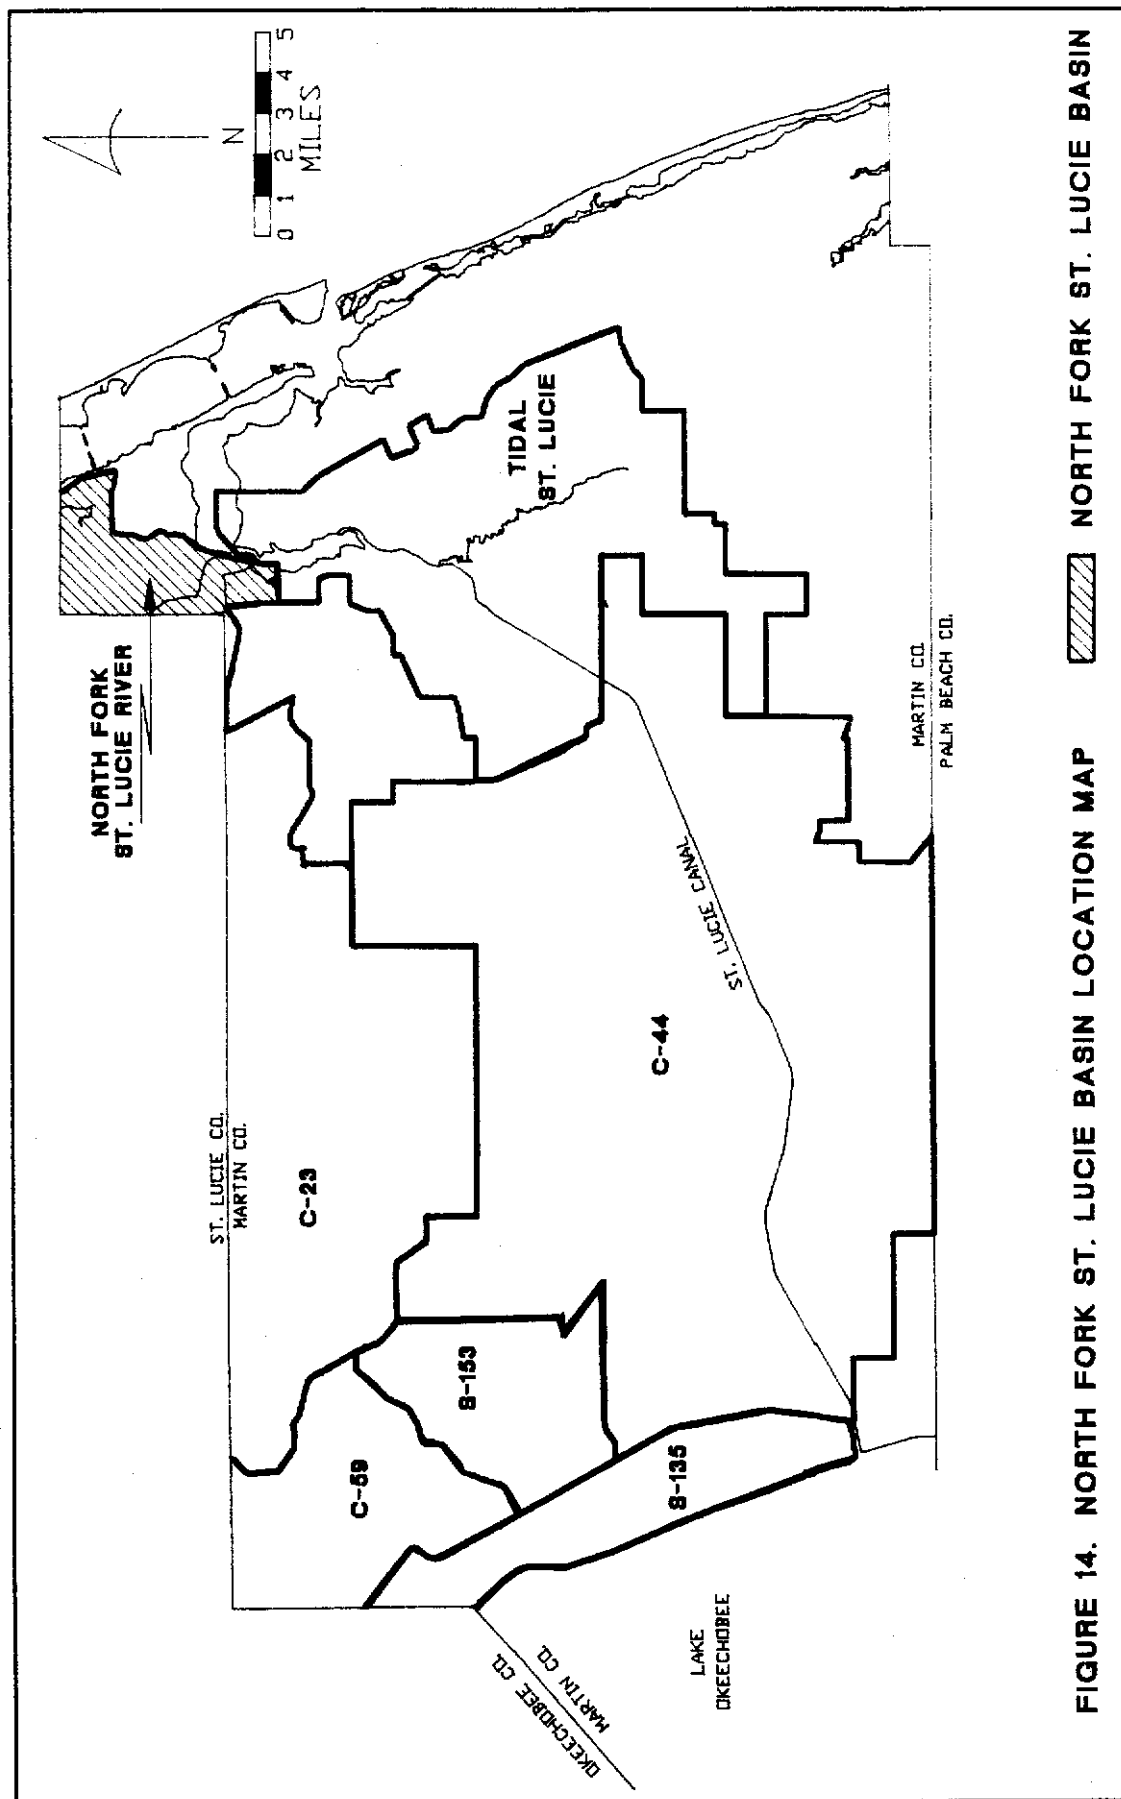 N
0 1 2 3 4 5
MILES
NORTH FORK
ST. LUCIE RIVER
TIDAL
ST. LUCIE
ST. LUCIE CO.
MARTIN CO.
C-23
C-59
S-153
S-135
C-44
ST. LUCIE CANAL
MARTIN CO.
PALM BEACH CO.
OKEECHOBEE CO.
MARTIN CO.
LAKE
OKEECHOBEE
FIGURE 14. NORTH FORK ST. LUCIE BASIN LOCATION MAP
NORTH FORK ST. LUCIE BASIN